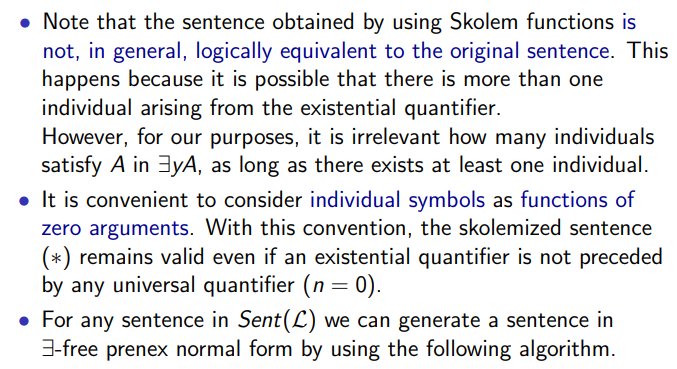 • Note that the sentence obtained by using Skolem functions is
not, in general, logically equivalent to the original sentence. This
happens because it is possible that there is more than one
individual arising from the existential quantifier.
However, for our purposes, it is irrelevant how many individuals
satisfy A in ∃yA, as long as there exists at least one individual.
• It is convenient to consider individual symbols as functions of
zero arguments. With this convention, the skolemized sentence
(∗) remains valid even if an existential quantifier is not preceded
by any universal quantifier (n = 0).
• For any sentence in Sent(ℒ) we can generate a sentence in
∃-free prenex normal form by using the following algorithm.